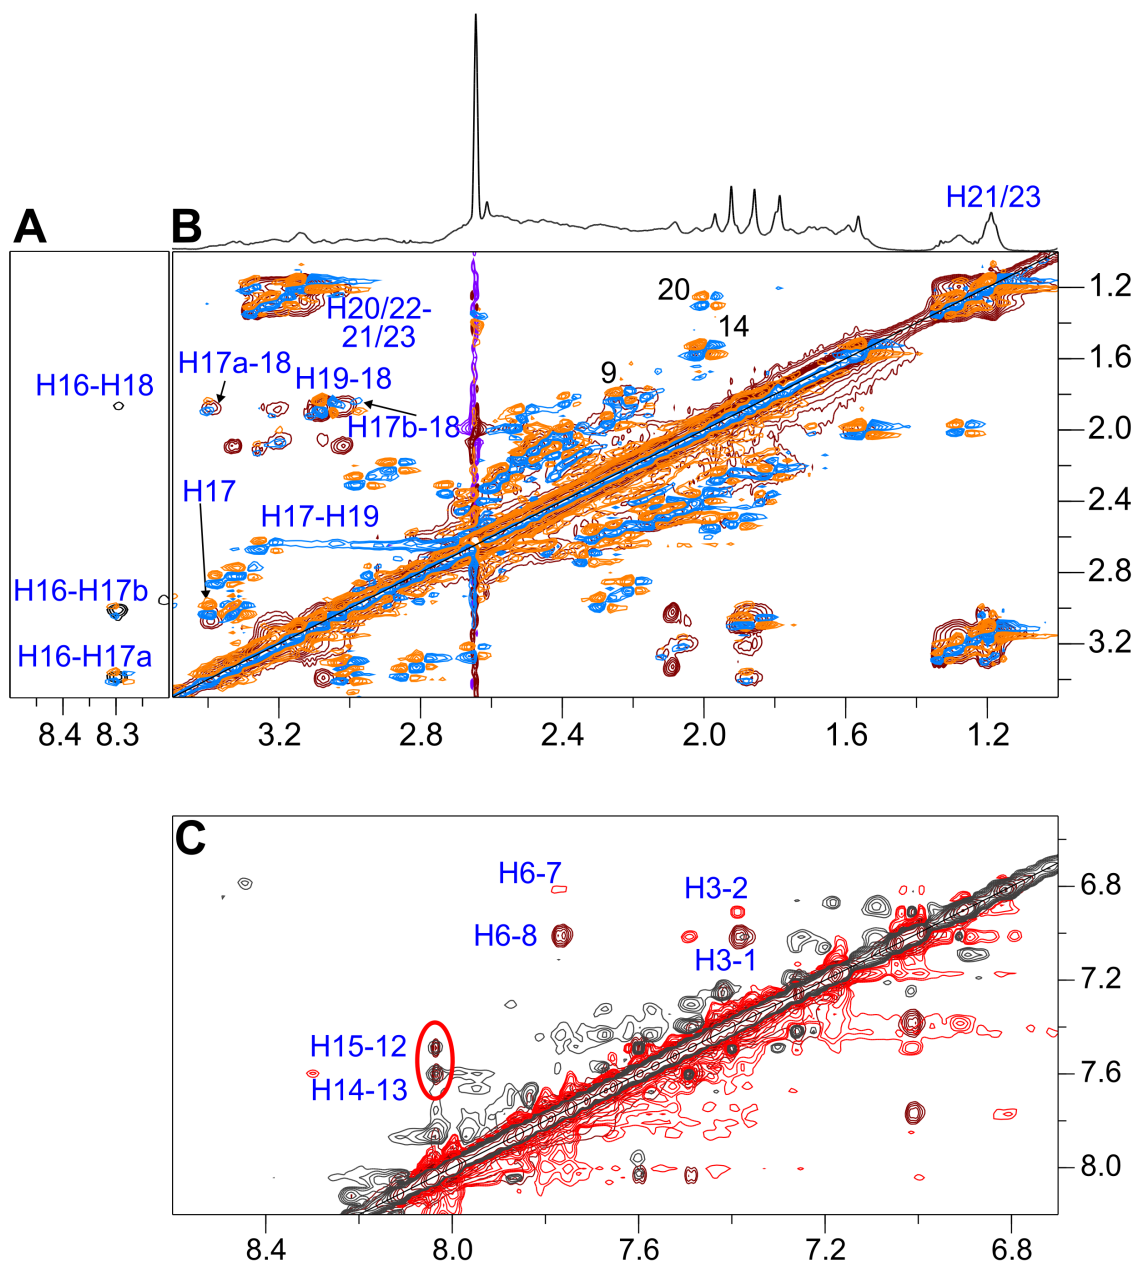 H21/23
A
B
20
1.2
H20/22-
21/23
14
H17a-18
H16-H18
H19-18
9
1.6
H17b-18
2.0
H17
H17-H19
2.4
H16-H17b
2.8
H16-H17a
3.2
8.4 8.3 3.2 2.8 2.4 2.0 1.6 1.2
C
H6-7
H3-2
6.8
H6-8
H3-1
7.2
H15-12
H14-13
7.6
8.0
8.4 8.0 7.6 7.2 6.8